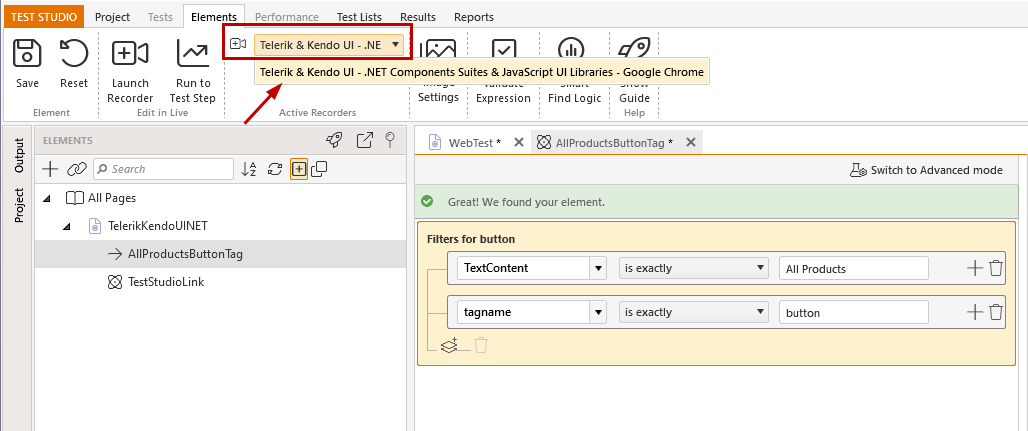 TEST STUDIO Project Tests Elements Performance Test Lists Results Reports
Telerik & Kendo UI - .NE
Telerik & Kendo UI - .NET Components Suites & JavaScript UI Libraries - Google Chrome
Save Reset Launch Recorder Run to Test Step Image Settings Validate Expression Smart Find Logic Show Guide
Element Edit in Live Active Recorders Help
Output
Project
ELEMENTS
Search
All Pages
TelerikKendoUINET
AllProductsButtonTag
TestStudioLink
WebTest * AllProductsButtonTag *
Switch to Advanced mode
Great! We found your element.
Filters for button
TextContent is exactly All Products
tagname is exactly button